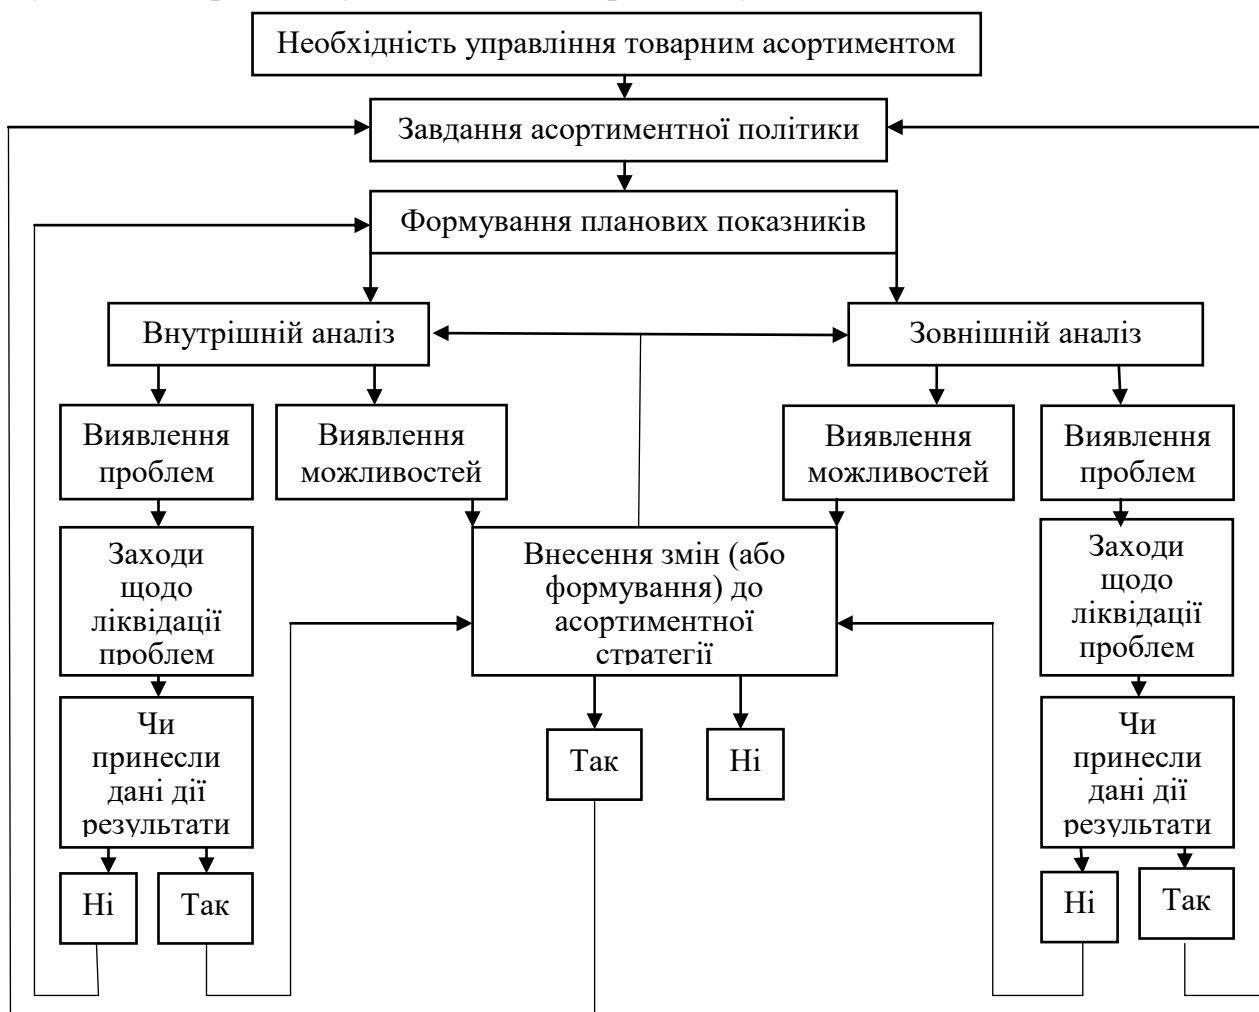 Необхідність управління товарним асортиментом
Завдання асортиментної політики
Формування планових показників
Внутрішній аналіз
Зовнішній аналіз
Виявлення
проблем
Виявлення
можливостей
Виявлення
можливостей
Виявлення
проблем
Заходи
щодо
ліквідації
проблем
Внесення змін (або
формування) до
асортиментної
стратегії
Заходи
щодо
ліквідації
проблем
Чи
принесли
дані дії
результати
Так
Ні
Чи
принесли
дані дії
результати
Ні
Так
Ні
Так